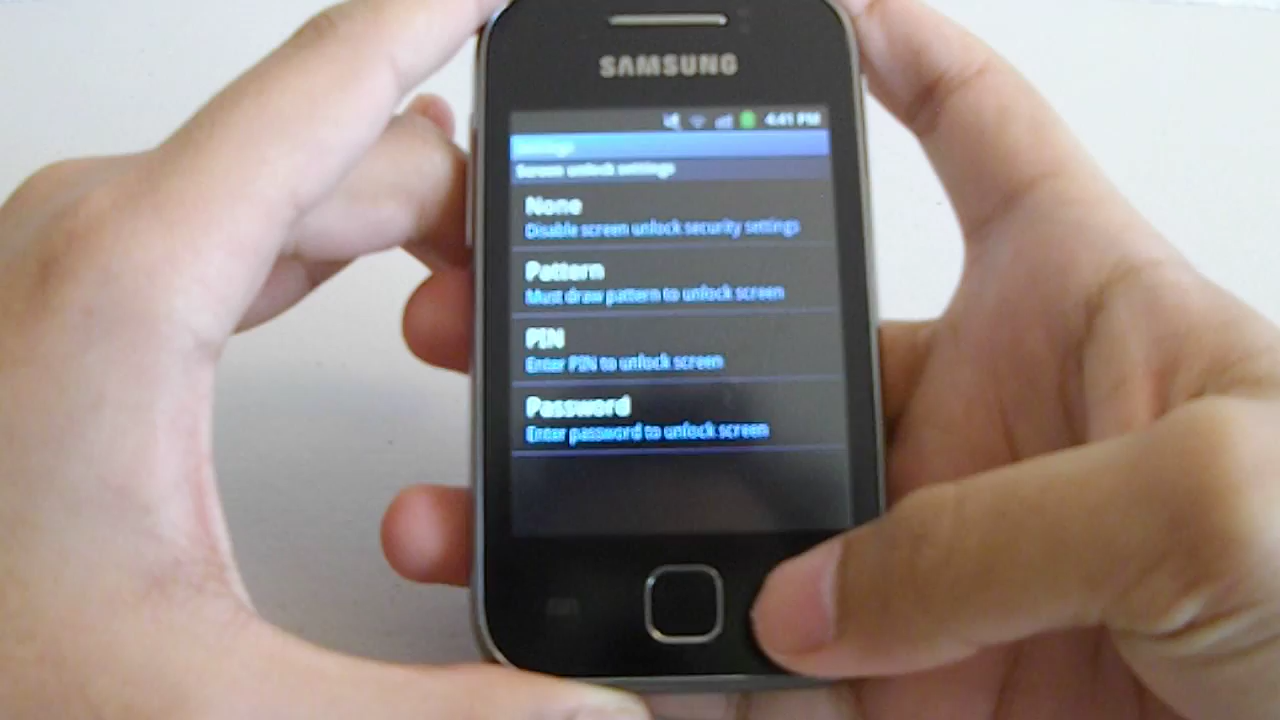 SAMSUNG
4:41 PM
Settings
Screen unlock settings
None
Disable screen unlock security settings
Pattern
Must draw pattern to unlock screen
PIN
Enter PIN to unlock screen
Password
Enter password to unlock screen